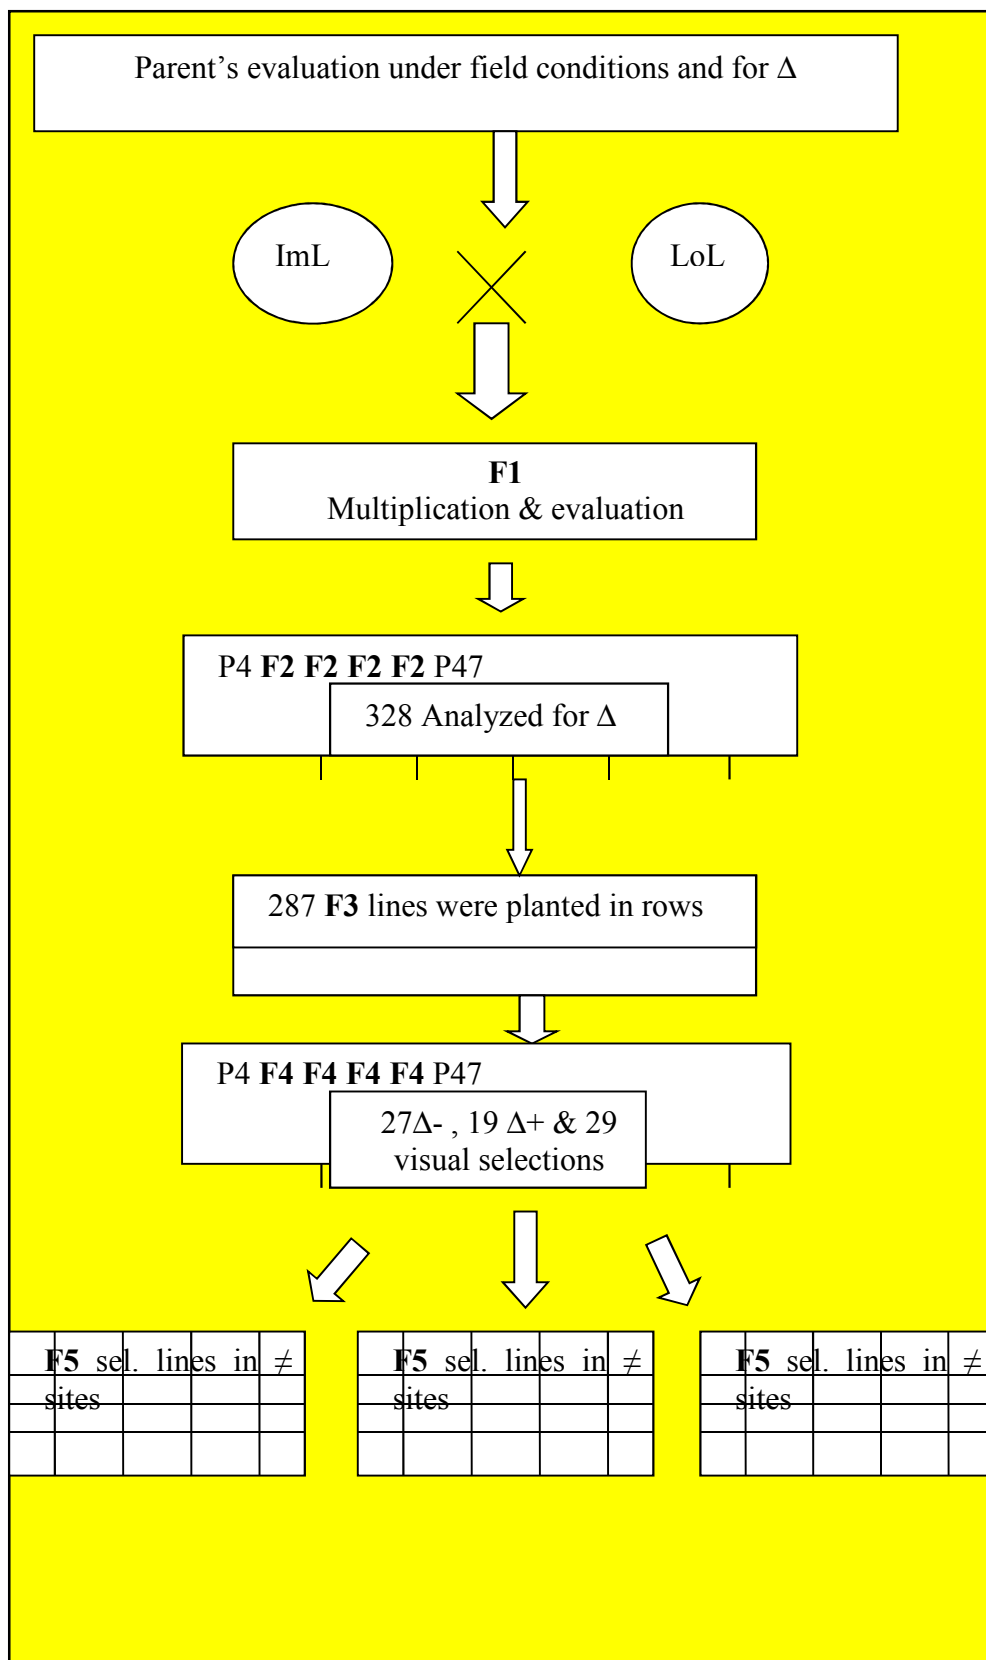 Parent’s evaluation under field conditions and for Δ
ImL
LoL
F1
Multiplication & evaluation
P4 F2 F2 F2 F2 P47
328 Analyzed for Δ
287 F3 lines were planted in rows
P4 F4 F4 F4 F4 P47
27Δ- , 19 Δ+ & 29
visual selections
F5 sel. lines in ≠
sites
F5 sel. lines in ≠
sites
F5 sel. lines in ≠
sites